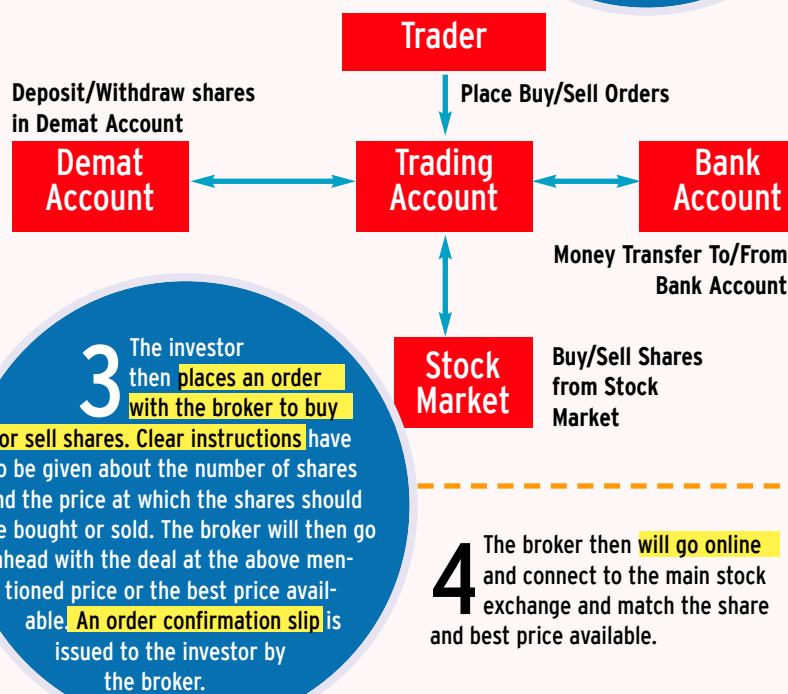 Trader
Deposit/Withdraw shares
in Demat Account
Place Buy/Sell Orders
Demat
Account
Trading
Account
Bank
Account
Money Transfer To/From
Bank Account
Stock
Market
Buy/Sell Shares
from Stock
Market
3 The investor
then places an order
with the broker to buy
or sell shares. Clear instructions have
o be given about the number of shares
nd the price at which the shares should
e bought or sold. The broker will then go
ahead with the deal at the above men-
tioned price or the best price avail-
able. An order confirmation slip is
issued to the investor by
the broker.
4 The broker then will go online
and connect to the main stock
exchange and match the share
and best price available.